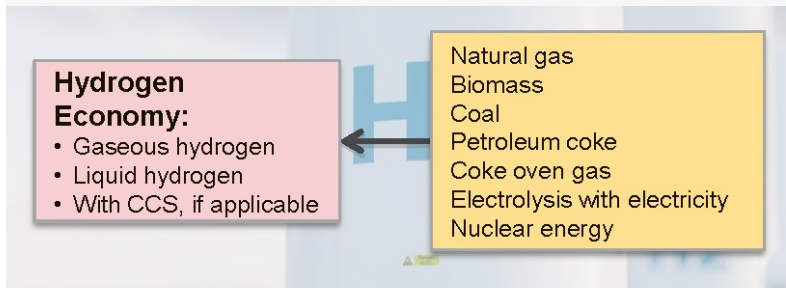 Hydrogen
Economy:
• Gaseous hydrogen
• Liquid hydrogen
• With CCS, if applicable
Natural gas
Biomass
Coal
Petroleum coke
Coke oven gas
Electrolysis with electricity
Nuclear energy
H